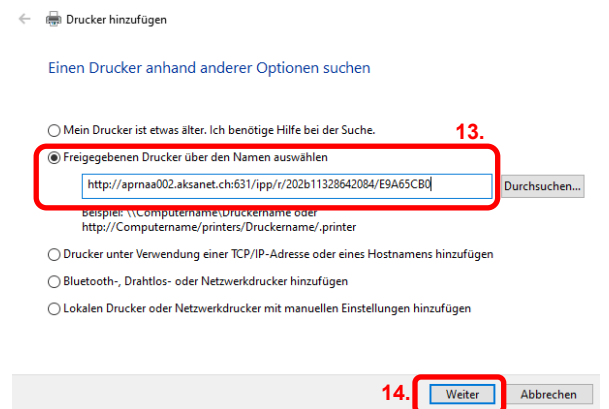 Drucker hinzufügen
Einen Drucker anhand anderer Optionen suchen
Mein Drucker ist etwas älter. Ich benötige Hilfe bei der Suche.
13.
Freigegebenen Drucker über den Namen auswählen
http://aprnaa002.aksanet.ch:631/ipp/r/202b11328642084/E9A65CB0
Durchsuchen...
Beispiel: \\Computername\Druckername oder
http://Computername/printers/Druckername/.printer
Drucker unter Verwendung einer TCP/IP-Adresse oder eines Hostnamens hinzufügen
Bluetooth-, Drahtlos- oder Netzwerkdrucker hinzufügen
Lokalen Drucker oder Netzwerkdrucker mit manuellen Einstellungen hinzufügen
14.
Weiter
Abbrechen